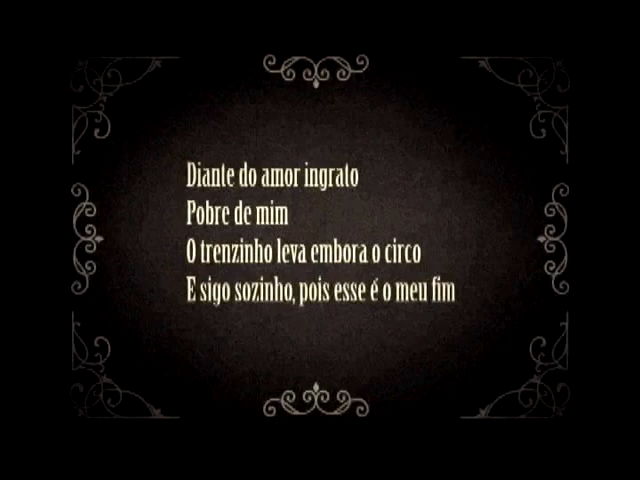 Diante do amor ingrato
Pobre de mim
O trenzinho leva embora o circo
E sigo sozinho, pois esse é o meu fim